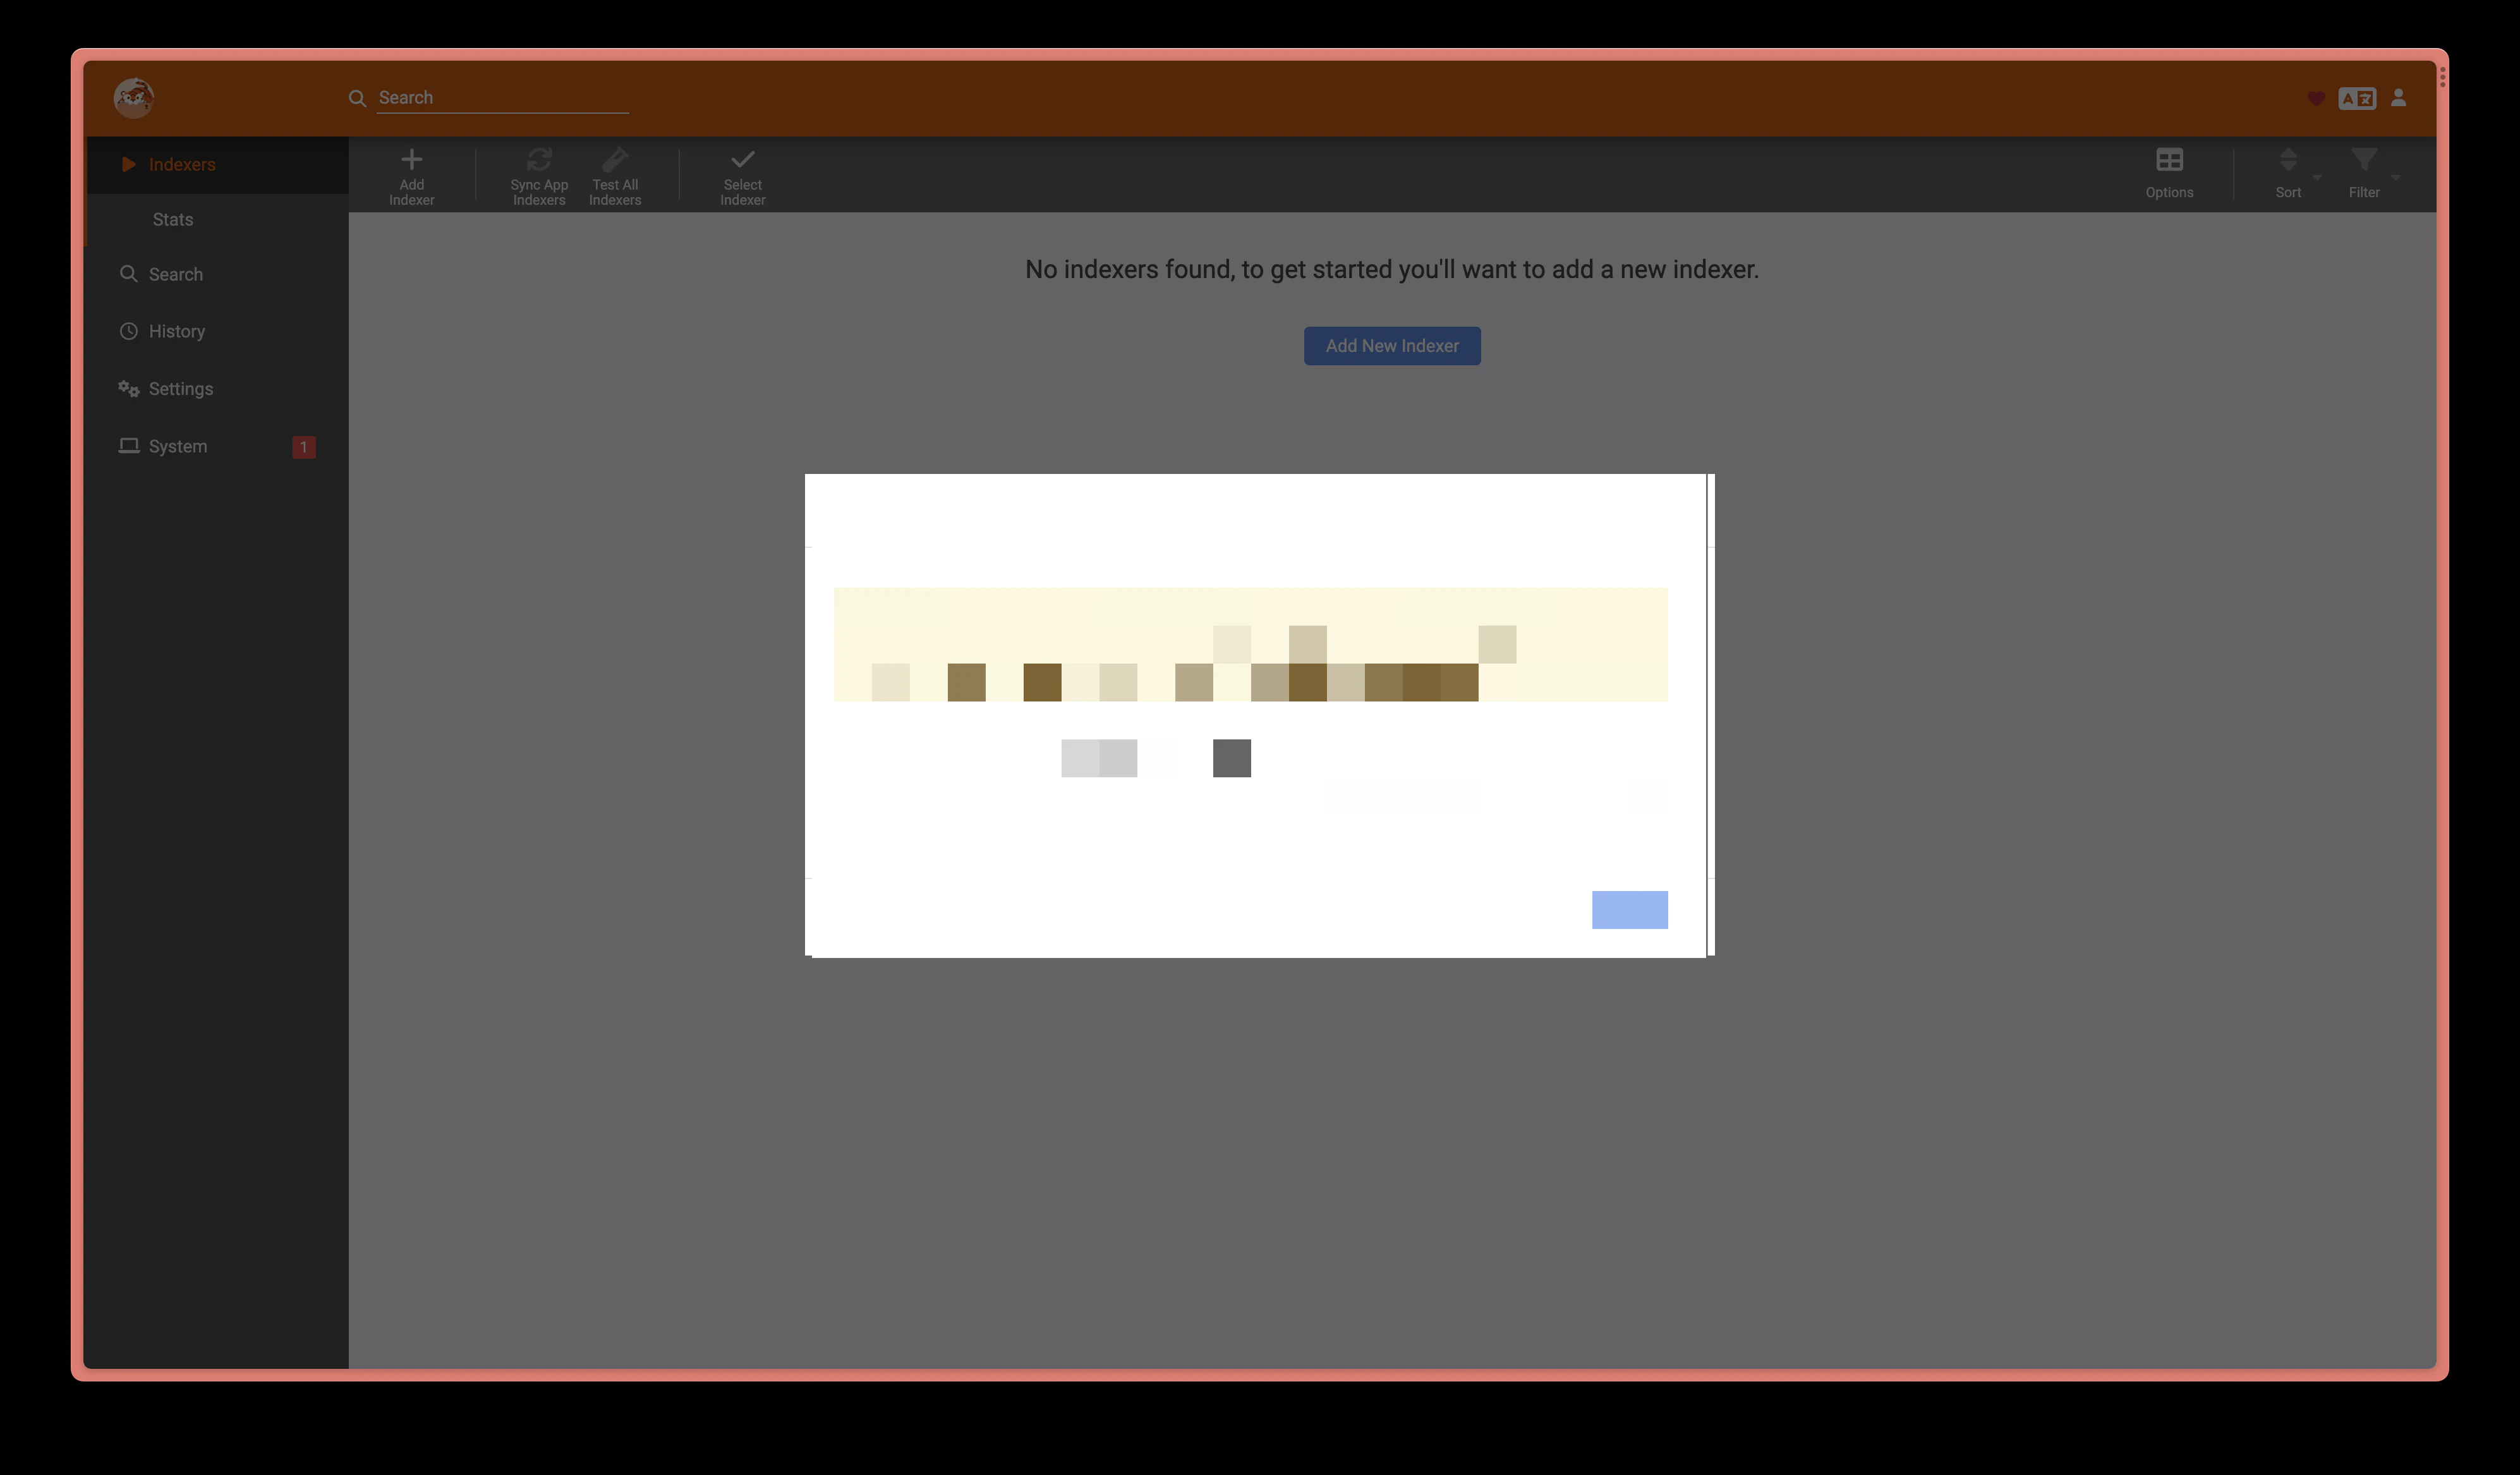 Search
Indexers
Stats
Search
History
Settings
System 1
Add
Indexer
Sync App
Indexers
Test All
Indexers
Select
Indexer
Options
Sort
Filter
No indexers found, to get started you'll want to add a new indexer.
Add New Indexer